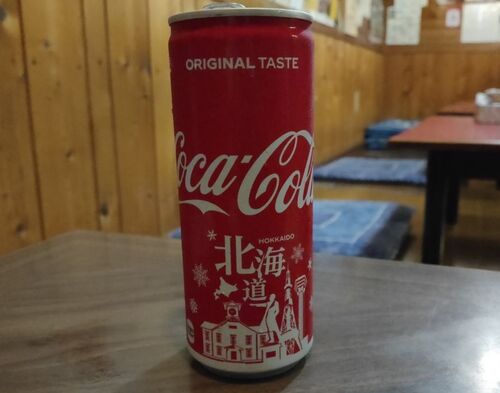 ORIGINAL TASTE
Coca-Cola
HOKKAIDO
北海道